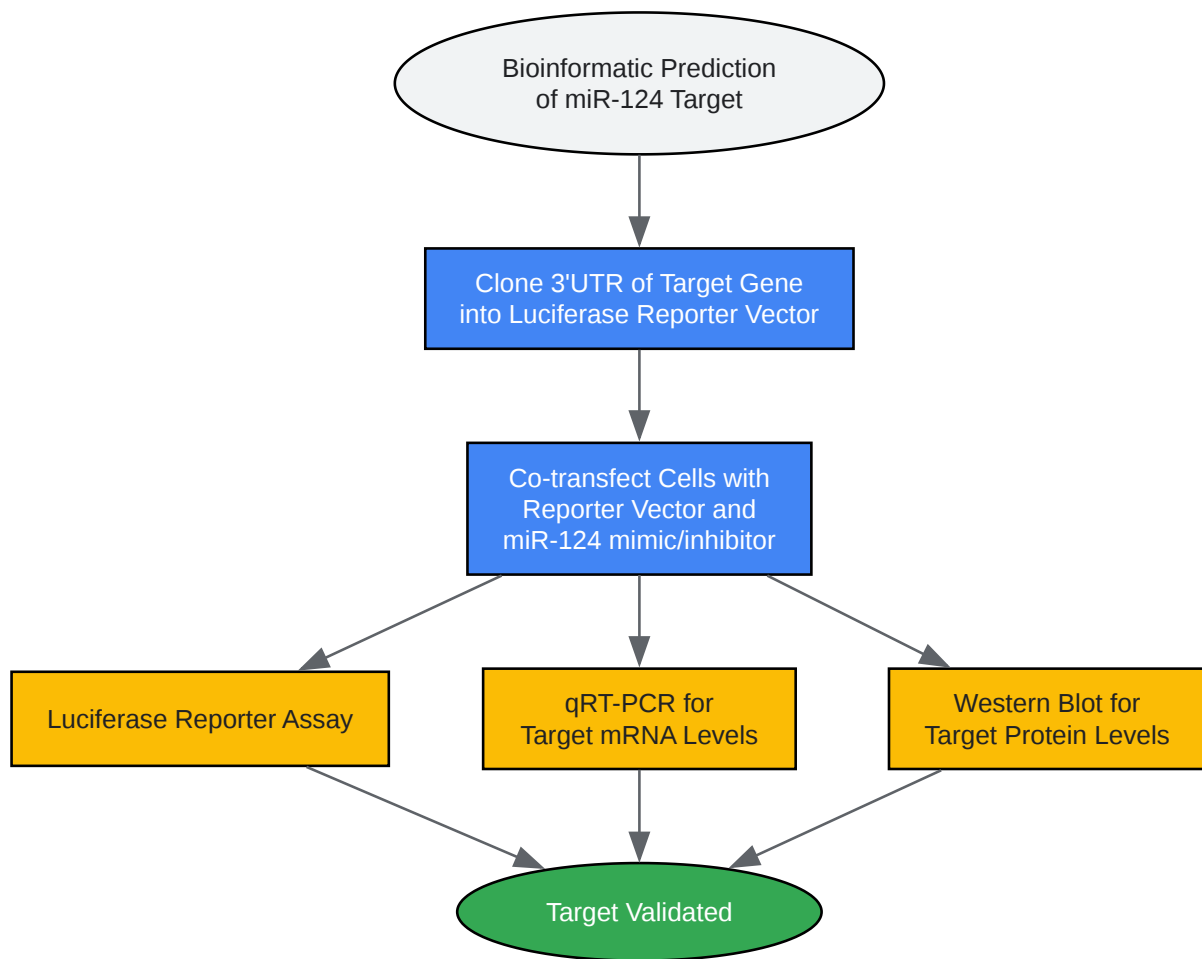 Bioinformatic Prediction
of miR-124 Target
Clone 3'UTR of Target Gene
into Luciferase Reporter Vector
Co-transfect Cells with
Reporter Vector and
miR-124 mimic/inhibitor
Luciferase Reporter Assay
qRT-PCR for
Target mRNA Levels
Western Blot for
Target Protein Levels
Target Validated